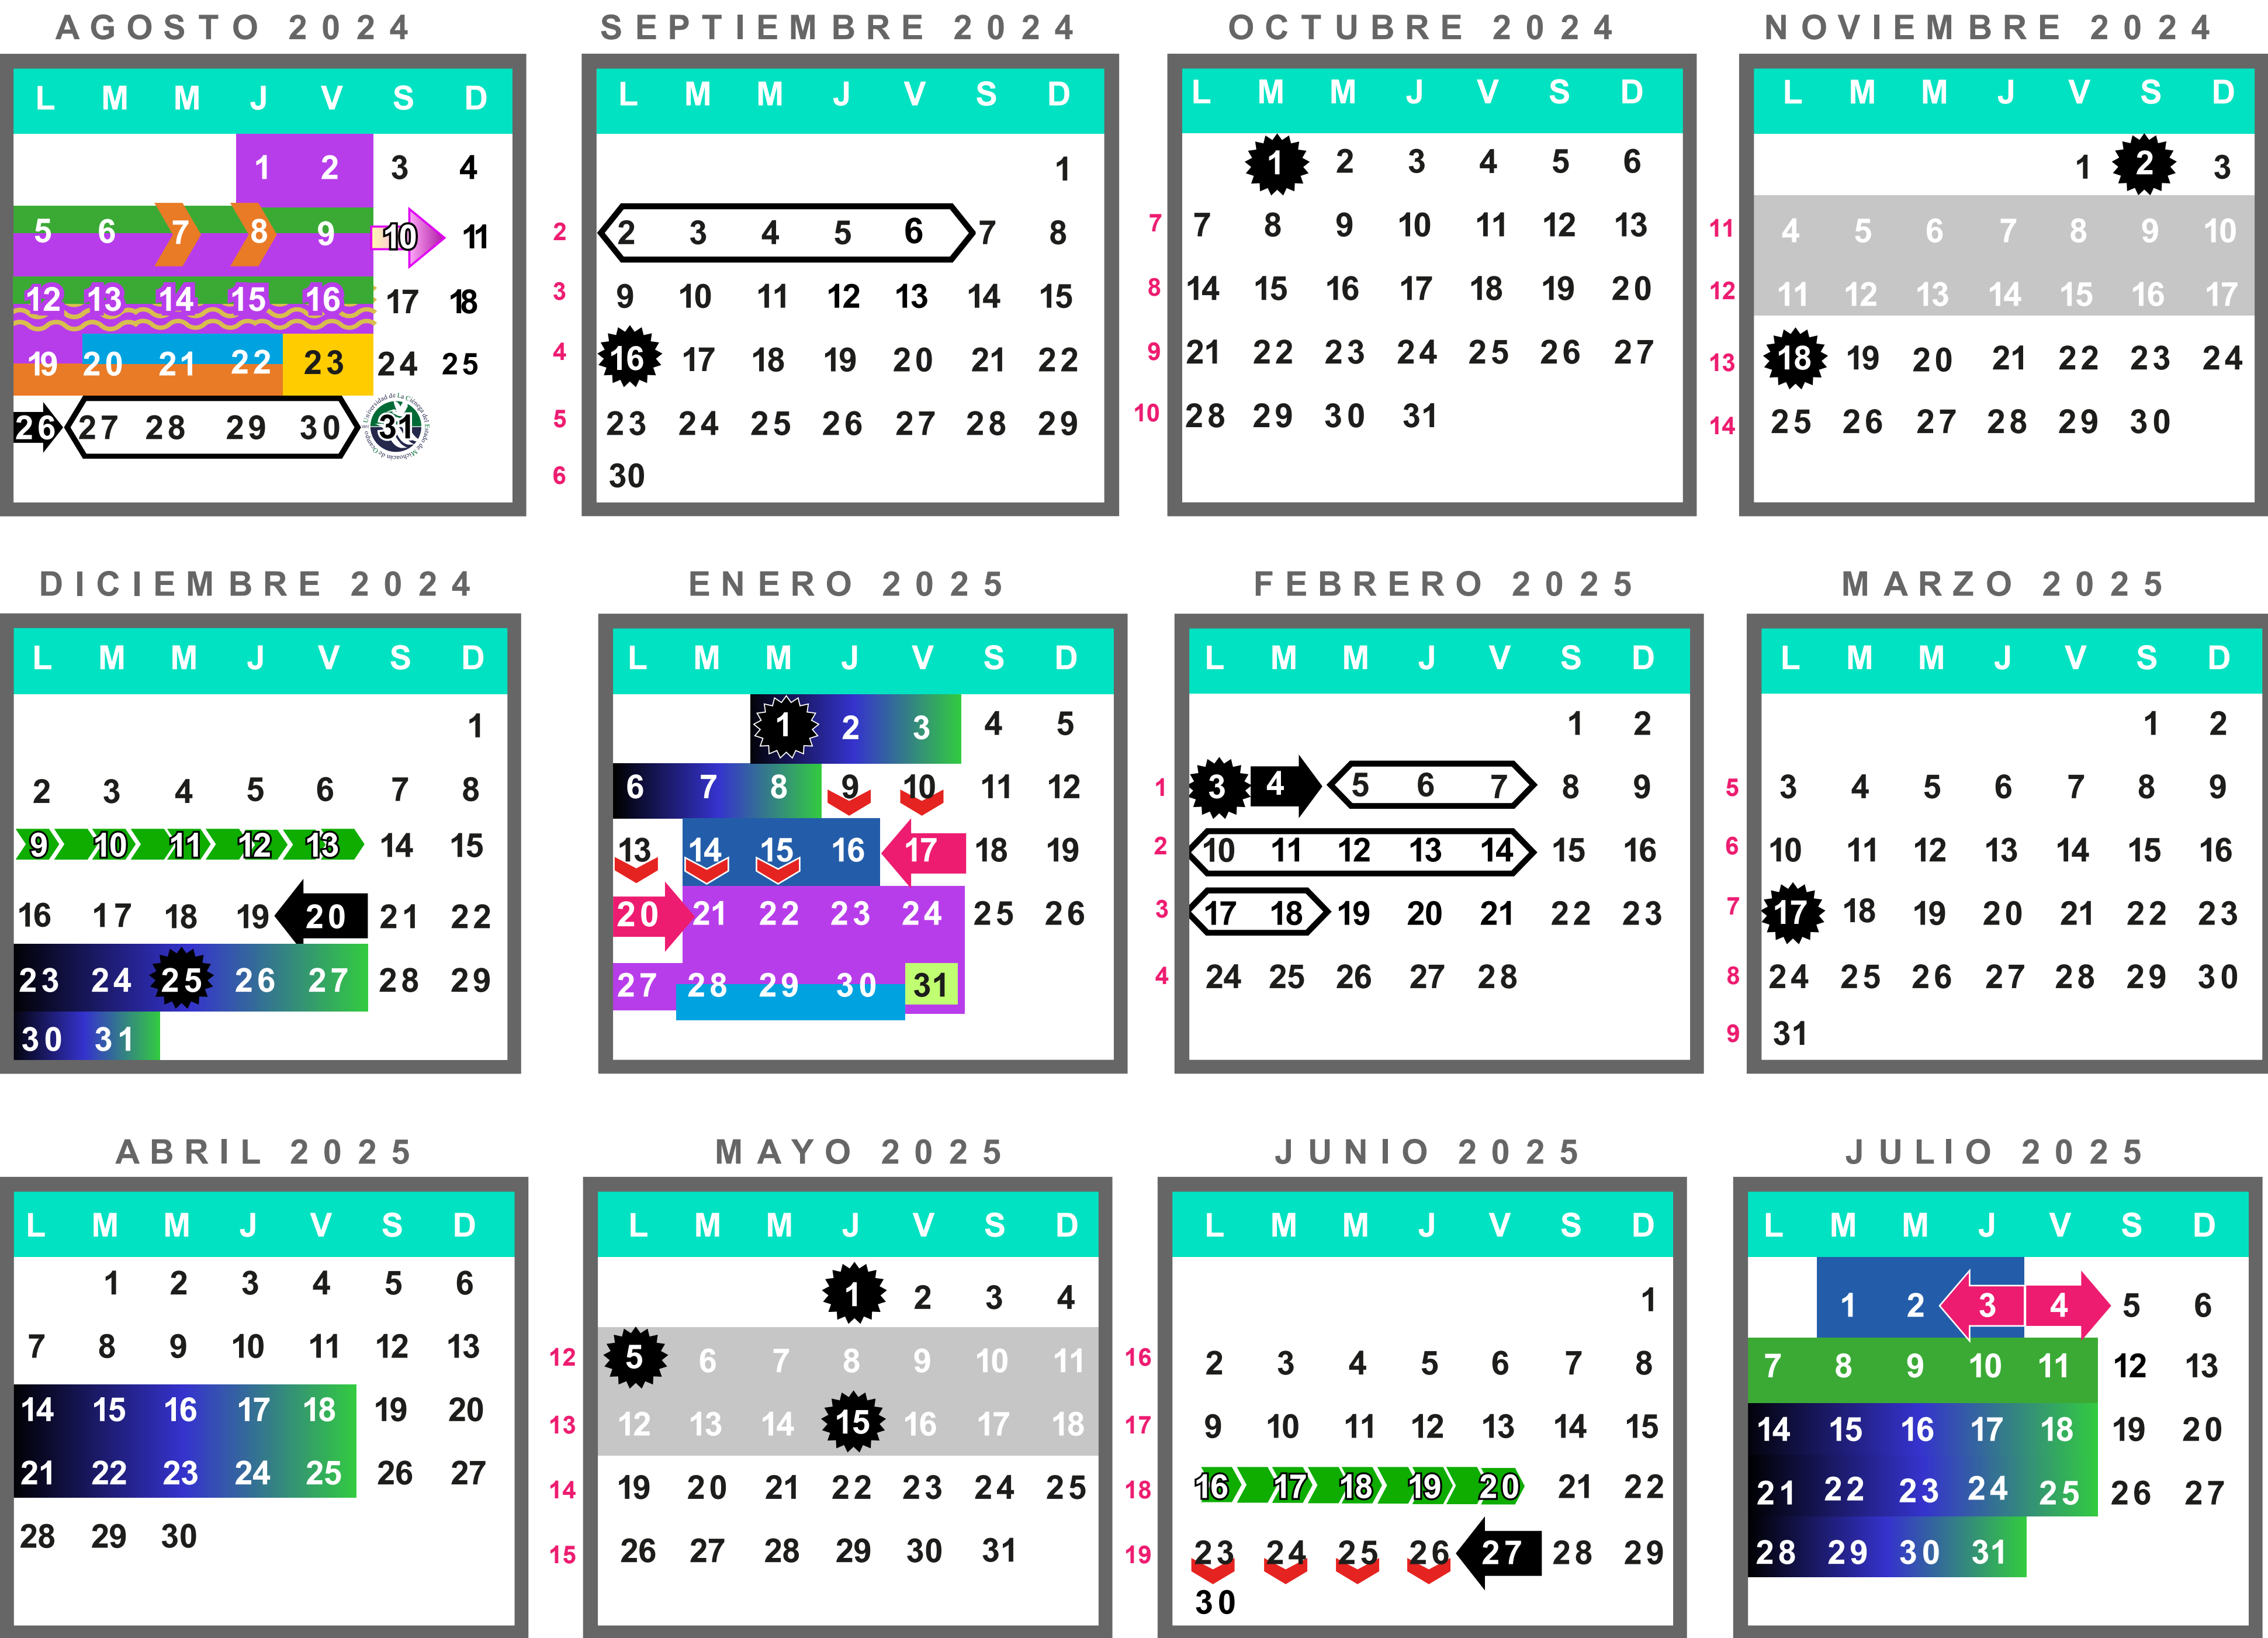 AGOSTO 2024
L M M J V S D
1 2 3 4
5 6 7 8 9 10 11
12 13 14 15 16 17 18
19 20 21 22 23 24 25
26 27 28 29 30 31
Universidad de La Ciénega del Estado de Michoacán de Ocampo
SEPTIEMBRE 2024
L M M J V S D
1
2 2 3 4 5 6 7 8
3 9 10 11 12 13 14 15
4 16 17 18 19 20 21 22
5 23 24 25 26 27 28 29
6 30
OCTUBRE 2024
L M M J V S D
1 2 3 4 5 6
7 7 8 9 10 11 12 13
8 14 15 16 17 18 19 20
9 21 22 23 24 25 26 27
10 28 29 30 31
NOVIEMBRE 2024
L M M J V S D
1 2 3
11 4 5 6 7 8 9 10
12 11 12 13 14 15 16 17
13 18 19 20 21 22 23 24
14 25 26 27 28 29 30
DICIEMBRE 2024
L M M J V S D
1
2 3 4 5 6 7 8
9 10 11 12 13 14 15
16 17 18 19 20 21 22
23 24 25 26 27 28 29
30 31
ENERO 2025
L M M J V S D
1 2 3 4 5
6 7 8 9 10 11 12
13 14 15 16 17 18 19
20 21 22 23 24 25 26
27 28 29 30 31
FEBRERO 2025
L M M J V S D
1 2
1 3 4 5 6 7 8 9
2 10 11 12 13 14 15 16
3 17 18 19 20 21 22 23
4 24 25 26 27 28
MARZO 2025
L M M J V S D
1 2
5 3 4 5 6 7 8 9
6 10 11 12 13 14 15 16
7 17 18 19 20 21 22 23
8 24 25 26 27 28 29 30
9 31
ABRIL 2025
L M M J V S D
1 2 3 4 5 6
7 8 9 10 11 12 13
14 15 16 17 18 19 20
21 22 23 24 25 26 27
28 29 30
MAYO 2025
L M M J V S D
1 2 3 4
12 5 6 7 8 9 10 11
13 12 13 14 15 16 17 18
14 19 20 21 22 23 24 25
15 26 27 28 29 30 31
JUNIO 2025
L M M J V S D
1
16 2 3 4 5 6 7 8
17 9 10 11 12 13 14 15
18 16 17 18 19 20 21 22
19 23 24 25 26 27 28 29
30
JULIO 2025
L M M J V S D
1 2 3 4 5 6
7 8 9 10 11 12 13
14 15 16 17 18 19 20
21 22 23 24 25 26 27
28 29 30 31